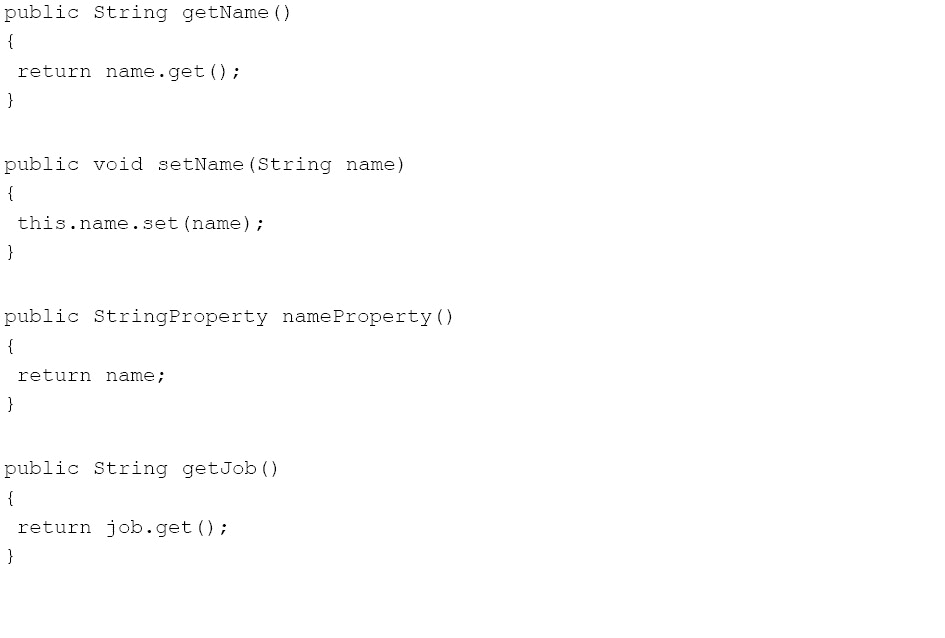 public String getName()
{
 return name.get();
}

public void setName(String name)
{
 this.name.set(name);
}

public StringProperty nameProperty()
{
 return name;
}

public String getJob()
{
 return job.get();
}